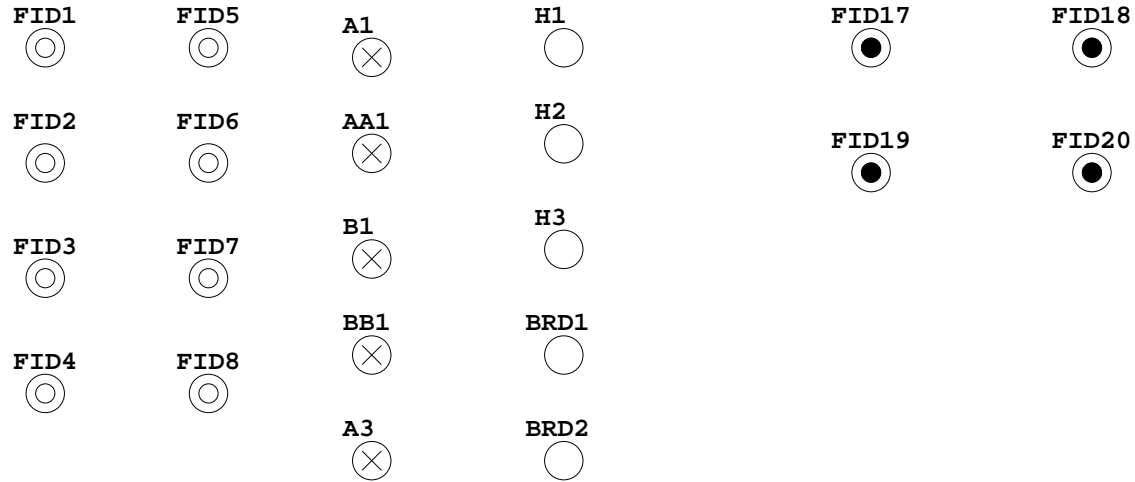 FID1 FID5 A1 H1 FID17 FID18
FID2 FID6 AA1 H2 FID19 FID20
FID3 FID7 B1 H3
FID4 FID8 BB1 BRD1
A3 BRD2